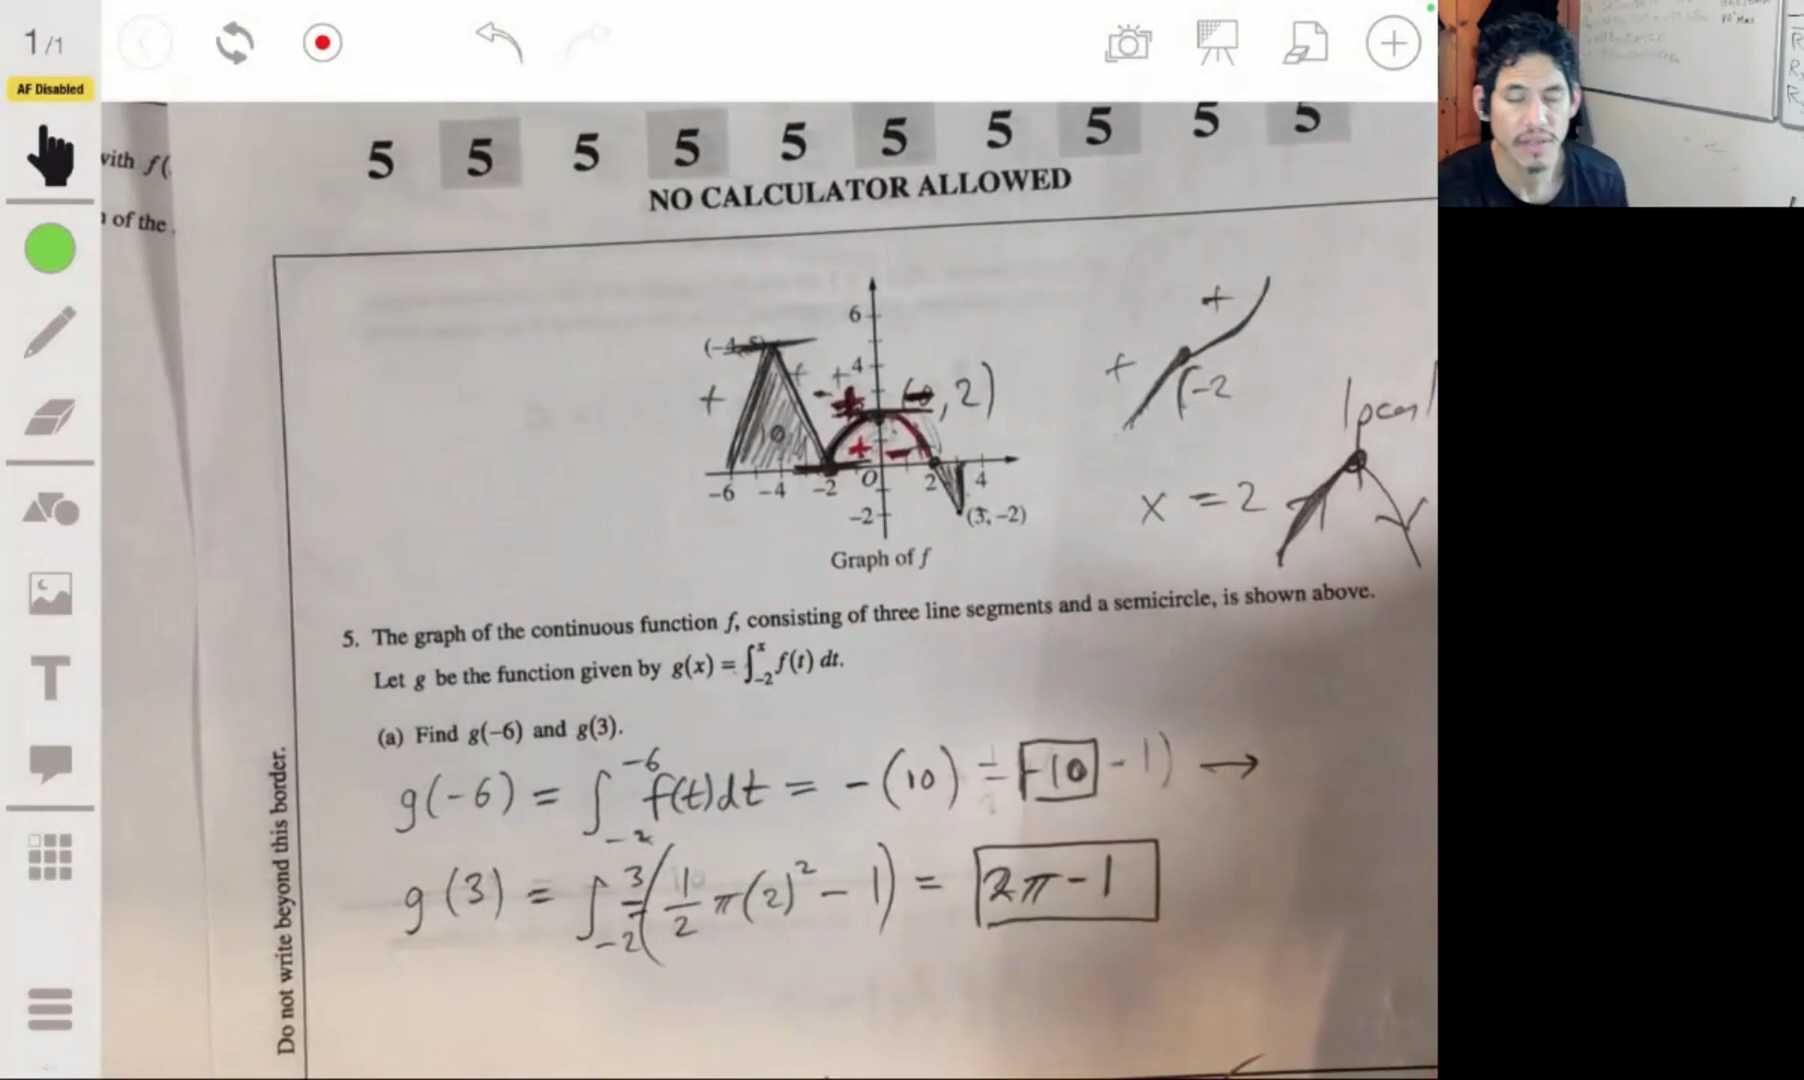 1/1
AF Disabled
with f(
of the
5 5 5 5 5 5 5 5 5 5
NO CALCULATOR ALLOWED
6
(-4,5)
4
+ + + + - , 2)
+ -
-6 -4 -2 O 2 4
-2
(3, -2)
Graph of f
+ +
(-2
x = 2
5. The graph of the continuous function f, consisting of three line segments and a semicircle, is shown above.
Let g be the function given by g(x) = ∫_{-2}^{x} f(t) dt.
(a) Find g(-6) and g(3).
g(-6) = ∫_{-2}^{-6} f(t)dt = -(10) = -10 - 1) →
g(3) = ∫_{-2}^{3} = (1/2 π(2)² - 1) = 2π - 1
Do not write beyond this border.
T